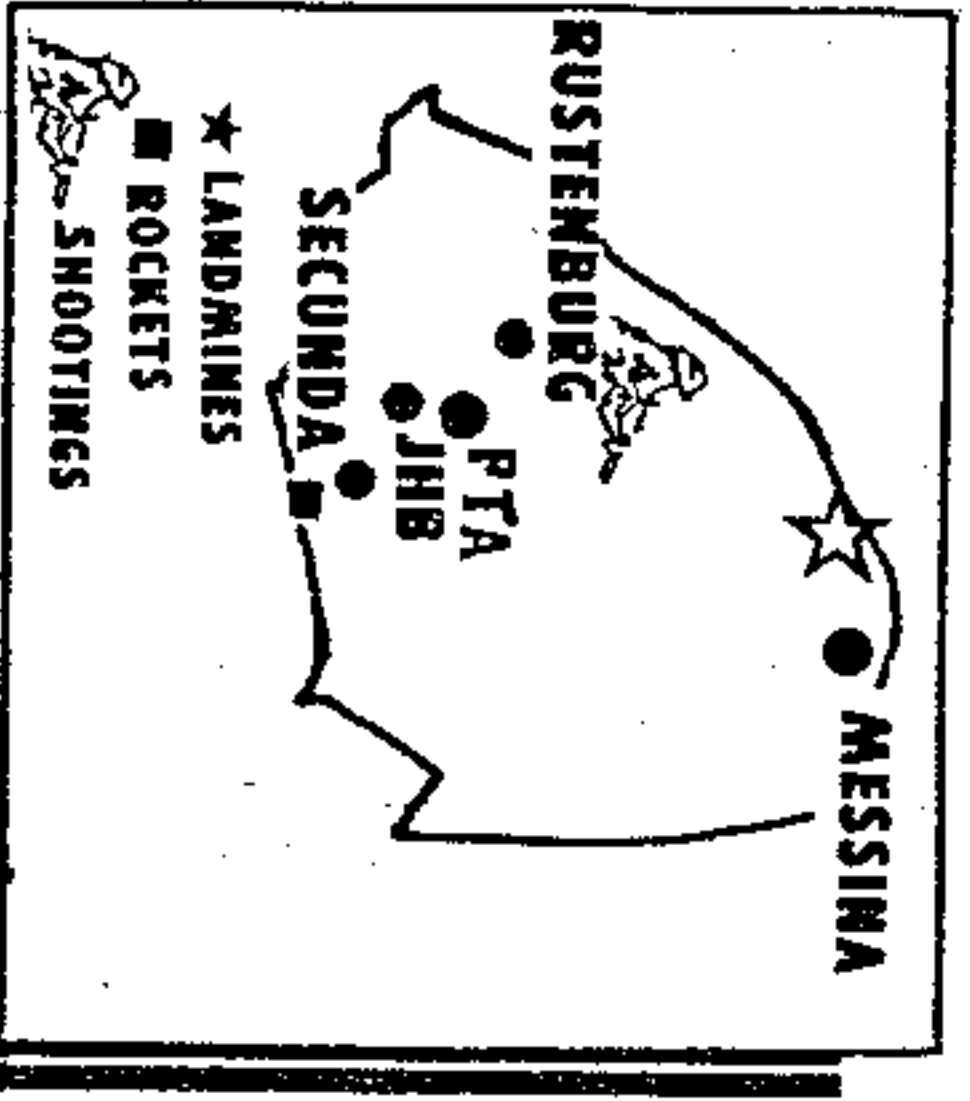 MESSINA
RUSTENBURG
PTA
JHB
SECUNDA
LANDMINES
ROCKETS
SHOOTINGS